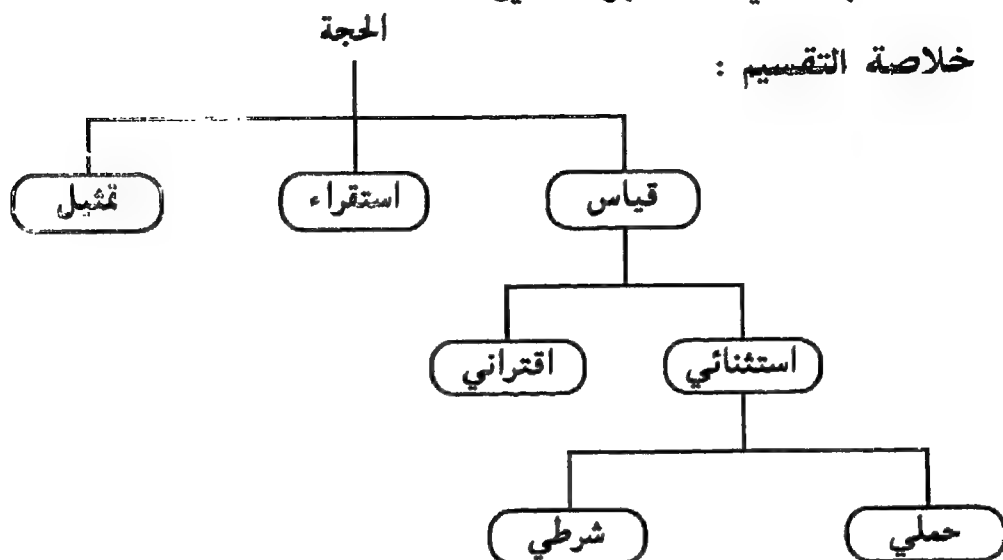 الحجة
خلاصة التقسيم :
قياس استقراء تمثيل
استثنائي اقتراني
حملي شرطي